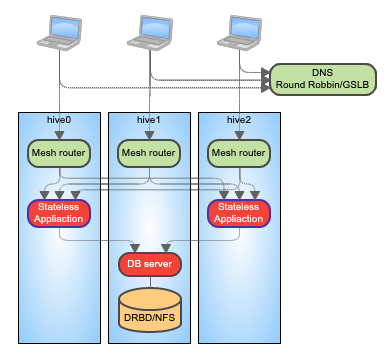 DNS
Round Robbin/GSLB
hive0
hive1
hive2
Mesh router
Mesh router
Mesh router
Stateless
Appliaction
Stateless
Appliaction
DB server
DRBD/NFS